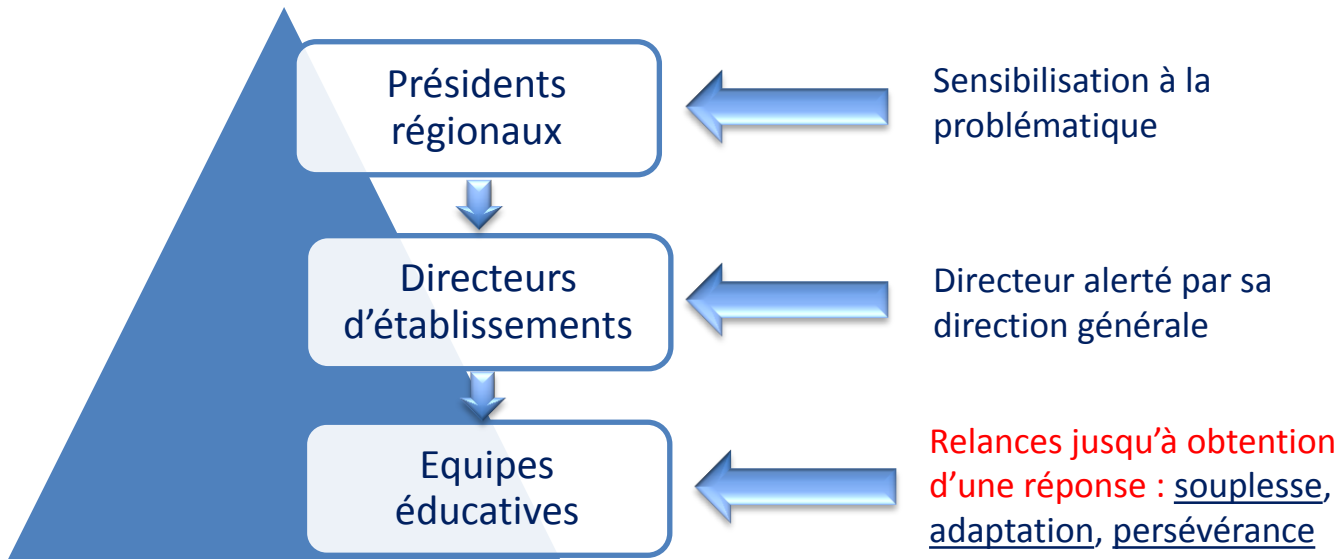 Présidents
régionaux
Sensibilisation à la
problématique
Directeurs
d’établissements
Directeur alerté par sa
direction générale
Equipes
éducatives
Relances jusqu’à obtention
d’une réponse : souplesse,
adaptation, persévérance